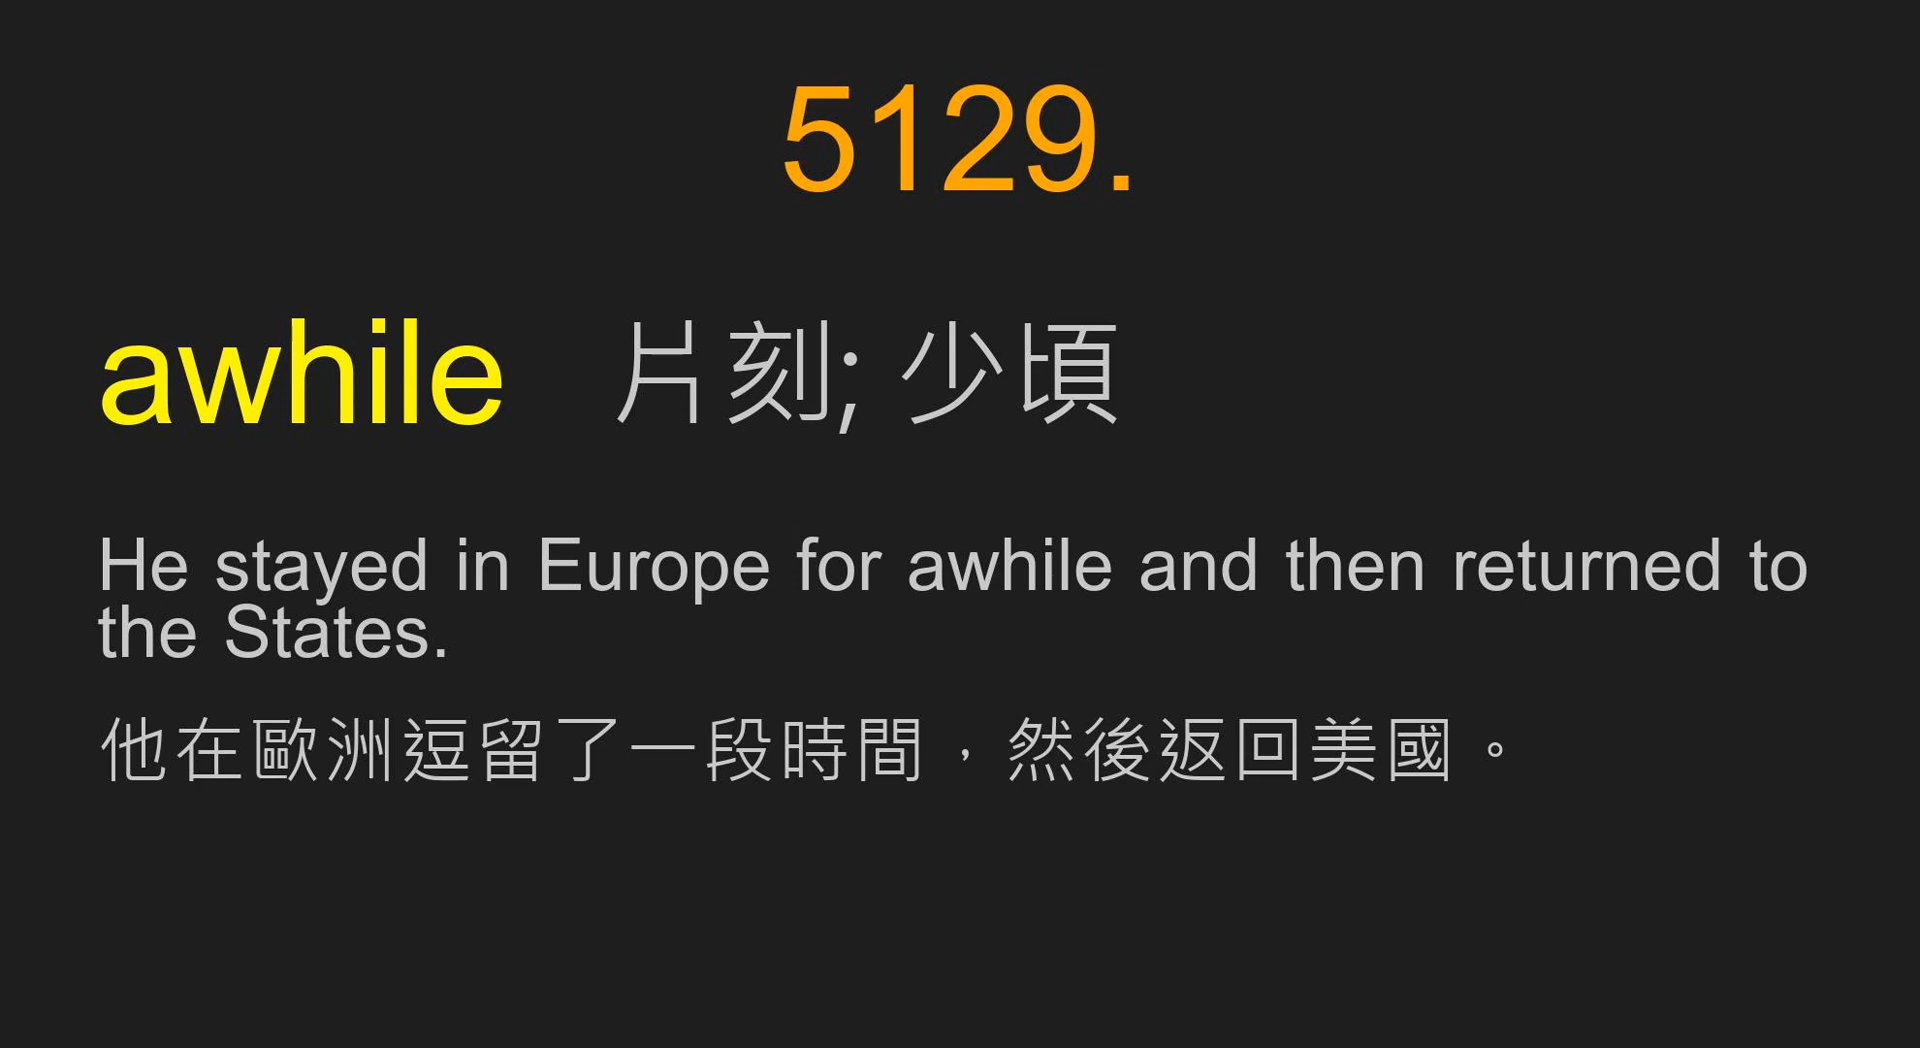 5129.
awhile 片刻; 少頃
He stayed in Europe for awhile and then returned to
the States.
他在歐洲逗留了一段時間，然後返回美國。